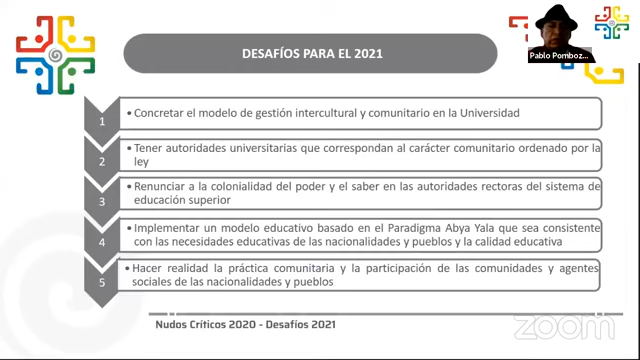 DESAFÍOS PARA EL 2021
Pablo Pomboz...
1
• Concretar el modelo de gestión intercultural y comunitario en la Universidad
2
• Tener autoridades universitarias que correspondan al carácter comunitario ordenado por la
ley
3
• Renunciar a la colonialidad del poder y el saber en las autoridades rectoras del sistema de
educación superior
4
• Implementar un modelo educativo basado en el Paradigma Abya Yala que sea consistente
con las necesidades educativas de las nacionalidades y pueblos y la calidad educativa
5
• Hacer realidad la práctica comunitaria y la participación de las comunidades y agentes
sociales de las nacionalidades y pueblos
Nudos Críticos 2020 - Desafíos 2021
zoom